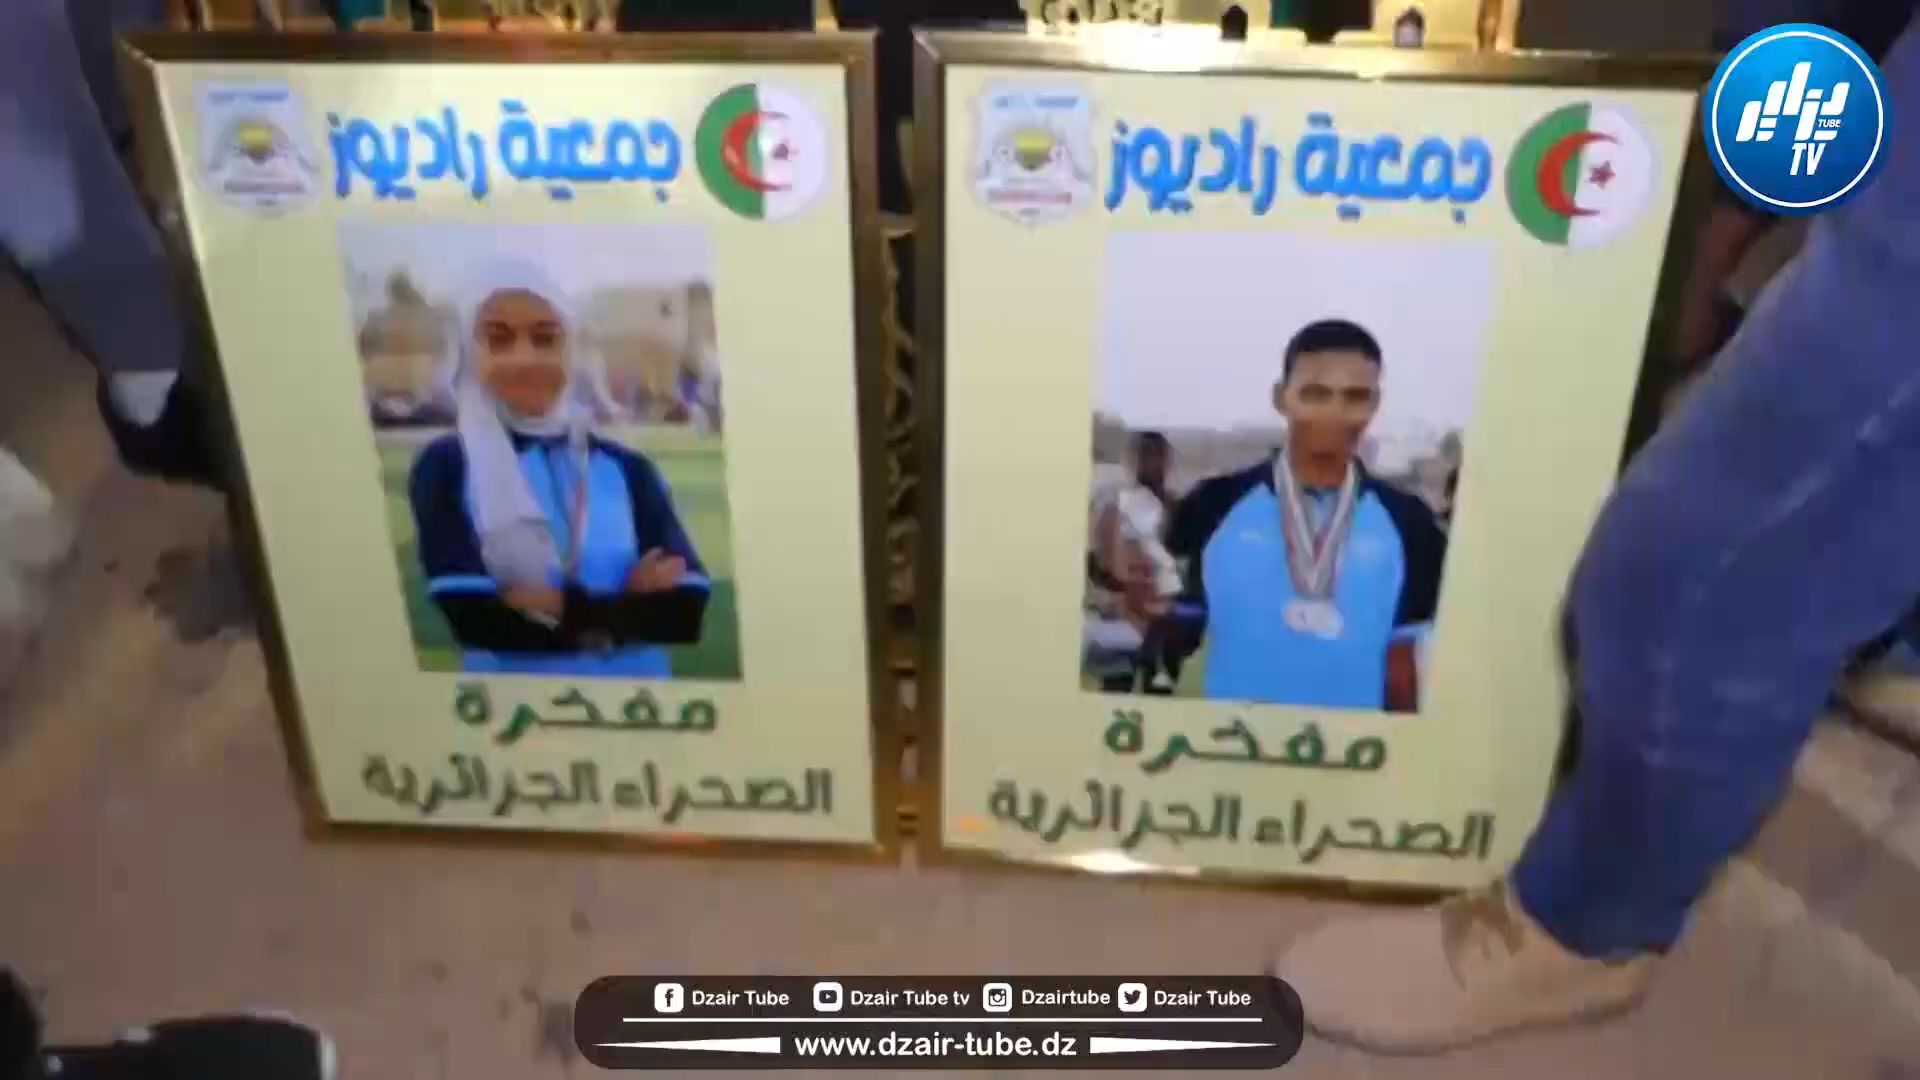 جمعية راديوز
جمعية راديوز
TUBE
TV
مفخرة
الصحراء الجزائرية
مفخرة
الصحراء الجزائرية
Dzair Tube Dzair Tube tv Dzairtube Dzair Tube
www.dzair-tube.dz